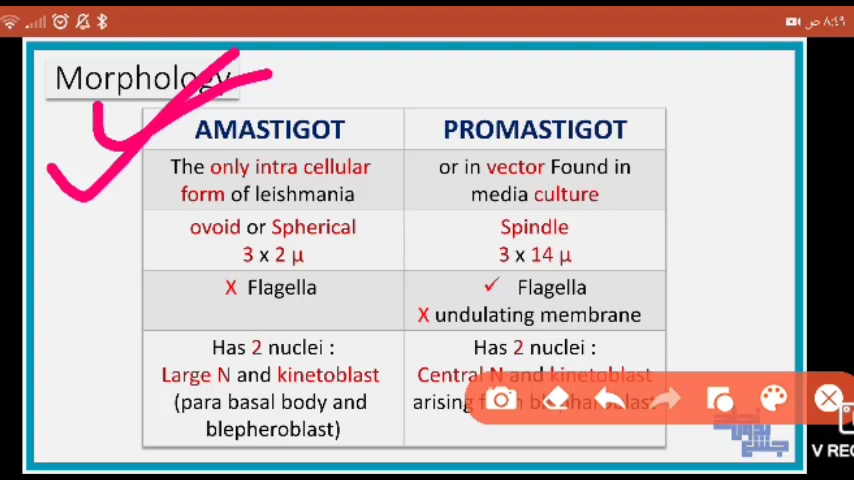 ٨:٤٩ ص
Morphology
AMASTIGOT
PROMASTIGOT
The only intra cellular
form of leishmania
or in vector Found in
media culture
ovoid or Spherical
3 x 2 µ
Spindle
3 x 14 µ
X Flagella
✓ Flagella
X undulating membrane
Has 2 nuclei :
Large N and kinetoblast
(para basal body and
blepheroblast)
Has 2 nuclei :
Central N and kinetoblast
arising
V REC